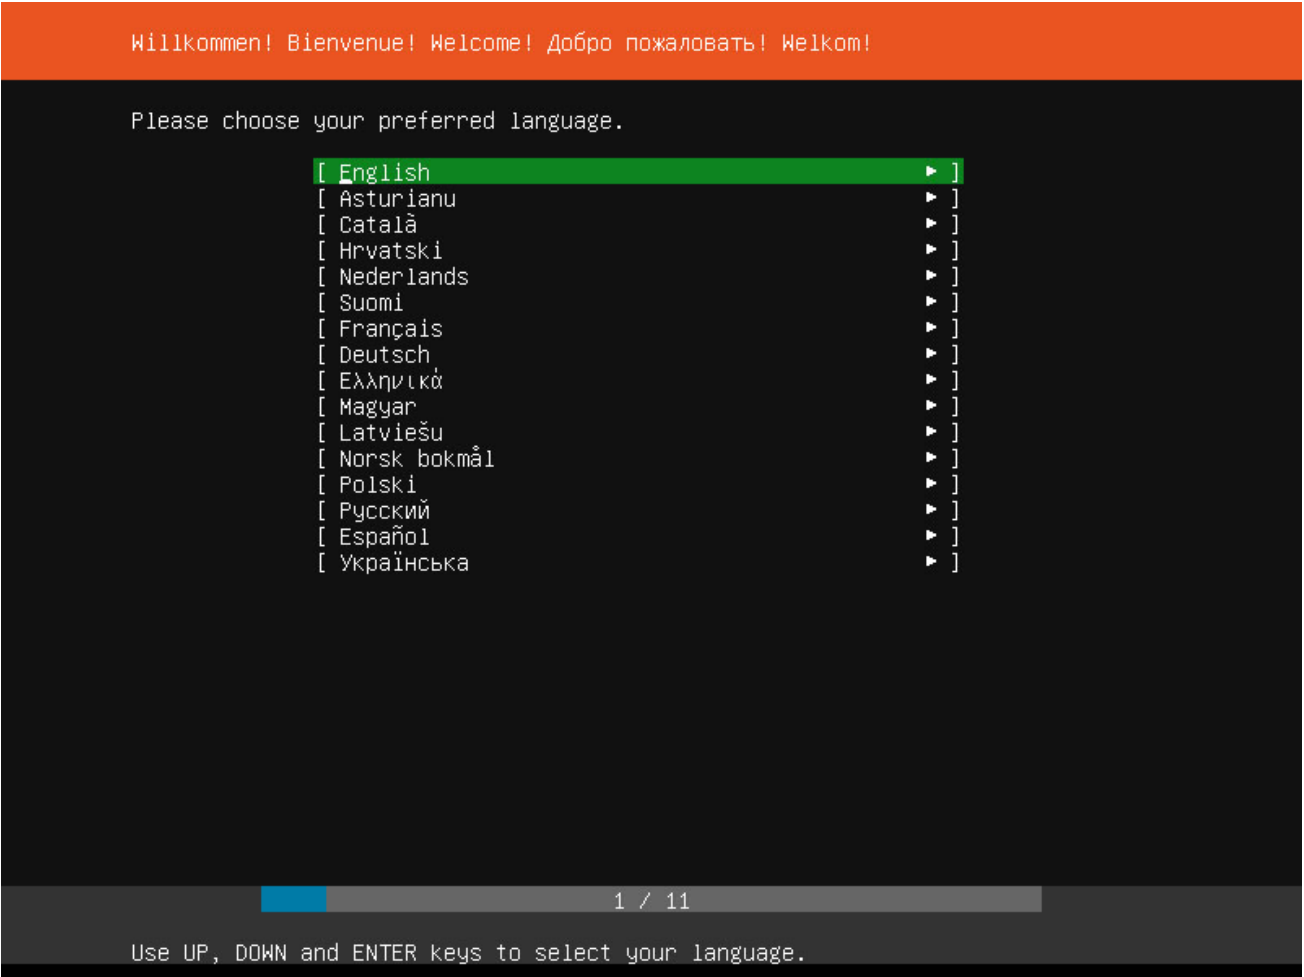 Willkommen! Bienvenue! Welcome! Добро пожаловать! Welkom!
Please choose your preferred language.
[ English ► ]
[ Asturianu ► ]
[ Català ► ]
[ Hrvatski ► ]
[ Nederlands ► ]
[ Suomi ► ]
[ Français ► ]
[ Deutsch ► ]
[ Ελληνικά ► ]
[ Magyar ► ]
[ Latviešu ► ]
[ Norsk bokmål ► ]
[ Polski ► ]
[ Русский ► ]
[ Español ► ]
[ Українська ► ]
1 / 11
Use UP, DOWN and ENTER keys to select your language.